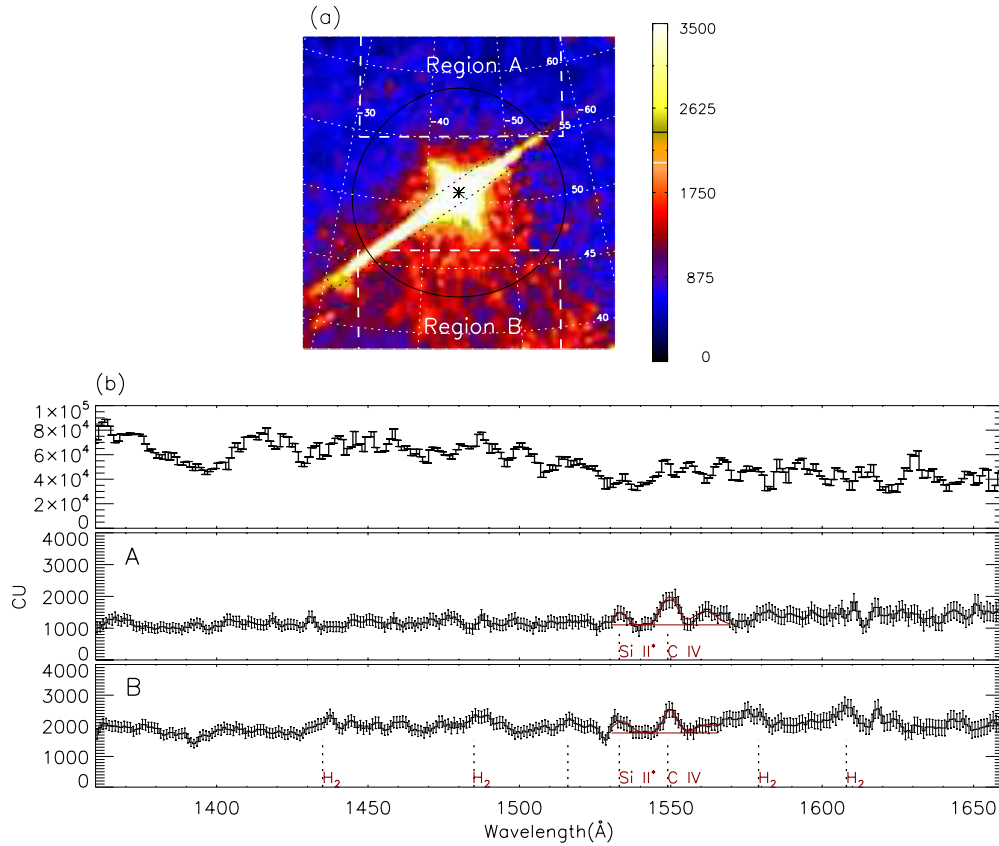 (a)
Region A
60
-60
-30
-40
-50
55
50
45
40
Region B
3500
2625
1750
875
0
(b)
1×10⁵
8×10⁴
6×10⁴
4×10⁴
2×10⁴
0
A
4000
3000
2000
1000
0
Si II* C IV
CU
B
4000
3000
2000
1000
0
H₂ H₂ Si II* C IV H₂ H₂
1400 1450 1500 1550 1600 1650
Wavelength(Å)